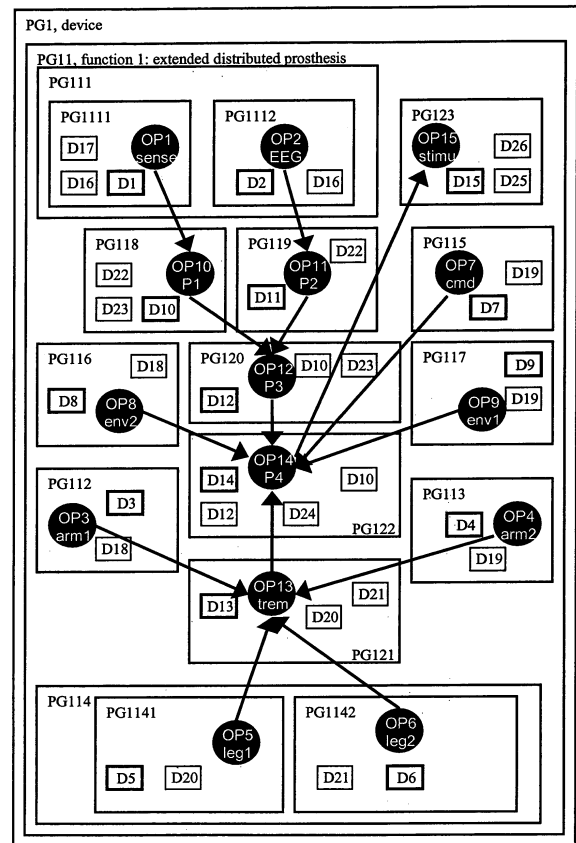 PG1, device
PG11, function 1: extended distributed prosthesis
PG111
PG1111
D17
OP1
sense
D16
D1
PG1112
OP2
EEG
D2
D16
PG123
OP15
stimu
D26
D15
D25
PG118
D22
OP10
P1
D23
D10
PG119
D22
OP11
P2
D11
PG115
OP7
cmd
D19
D7
PG116
D18
D8
OP8
env2
PG120
OP12
P3
D10
D23
D12
PG117
D9
D19
OP9
env1
PG112
D3
OP3
arm1
D18
D14
OP14
P4
D10
D12
D24
PG122
PG113
D4
OP4
arm2
D19
D13
OP13
trem
D21
D20
PG121
PG114
PG1141
OP5
leg1
D5
D20
PG1142
OP6
leg2
D21
D6